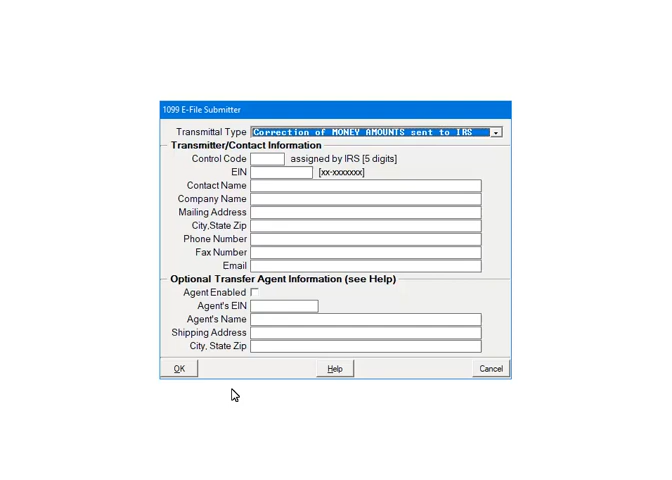 1099 E-File Submitter
Transmittal Type Correction of MONEY AMOUNTS sent to IRS
Transmitter/Contact Information
Control Code assigned by IRS [5 digits]
EIN [xx-xxxxxxx]
Contact Name
Company Name
Mailing Address
City,State Zip
Phone Number
Fax Number
Email
Optional Transfer Agent Information (see Help)
Agent Enabled
Agent's EIN
Agent's Name
Shipping Address
City, State Zip
OK Help Cancel